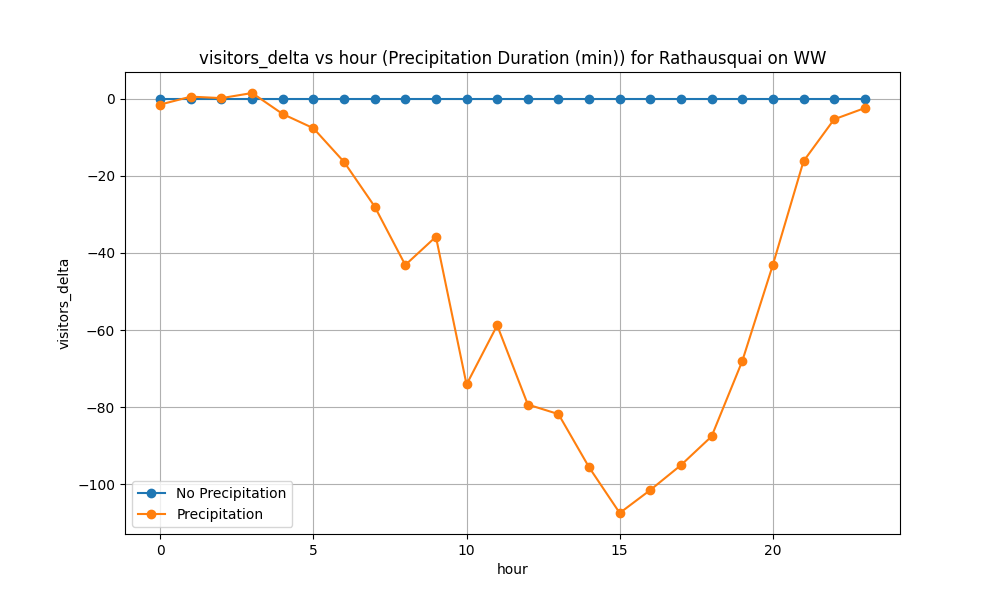 visitors_delta vs hour (Precipitation Duration (min)) for Rathausquai on WW
0
−20
−40
−60
−80
−100
visitors_delta
No Precipitation
Precipitation
0 5 10 15 20
hour